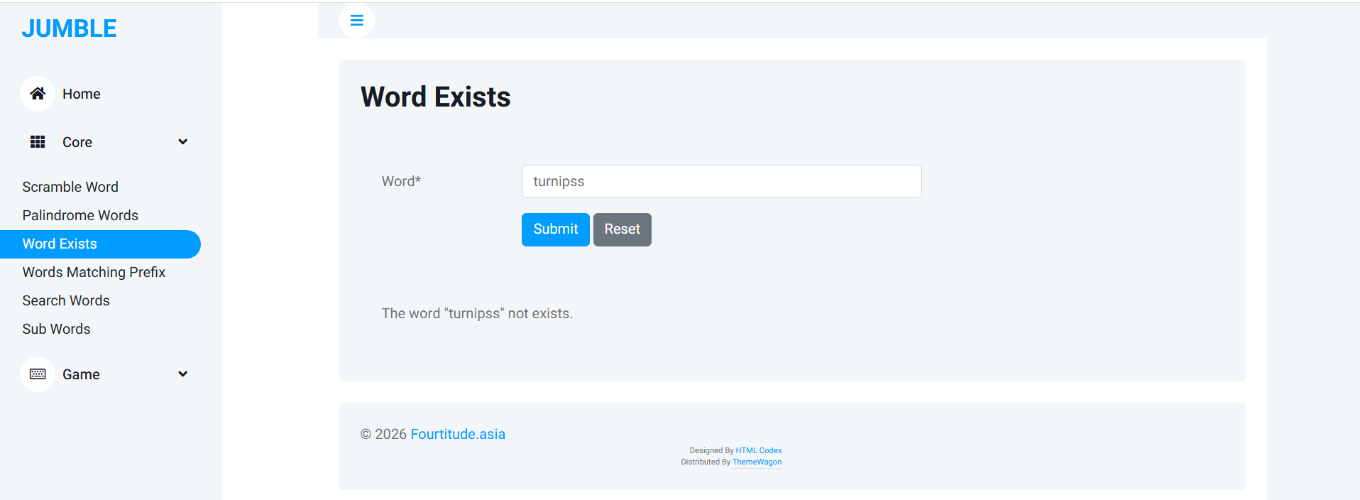 JUMBLE
Home
Core
Scramble Word
Palindrome Words
Word Exists
Words Matching Prefix
Search Words
Sub Words
Game
Word Exists
Word*
turnipss
Submit Reset
The word "turnipss" not exists.
© 2026 Fourtitude.asia
Designed By HTML Codex
Distributed By ThemeWagon